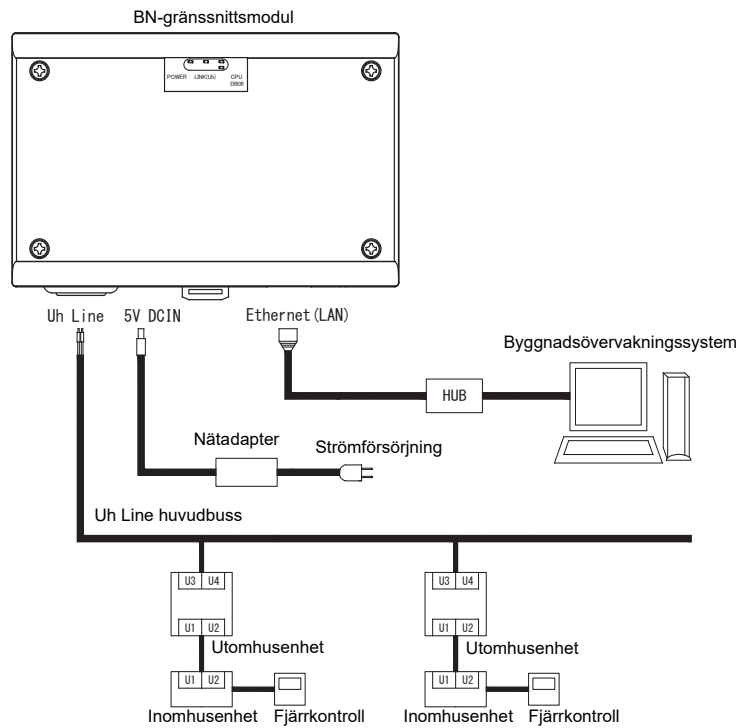 BN-gränssnittsmodul
POWER LINK(Uh) CPU
ERROR
Uh Line 5V DCIN Ethernet(LAN)
Byggnadsövervakningssystem
HUB
Nätadapter Strömförsörjning
Uh Line huvudbuss
U3 U4 U3 U4
U1 U2 U1 U2
Utomhusenhet Utomhusenhet
U1 U2 U1 U2
Inomhusenhet Fjärrkontroll Inomhusenhet Fjärrkontroll